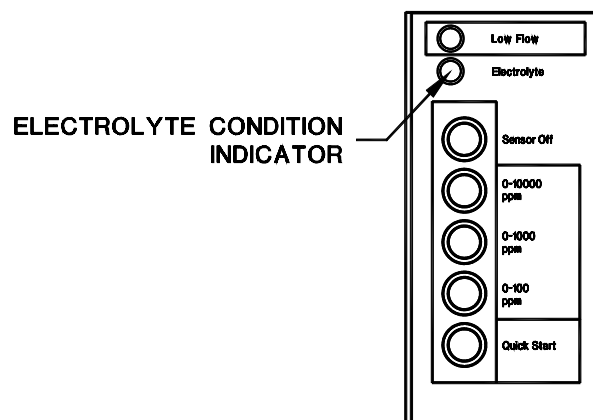 Low Flow
Electrolyte
ELECTROLYTE CONDITION
INDICATOR
Sensor Off
0-10000
ppm
0-1000
ppm
0-100
ppm
Quick Start